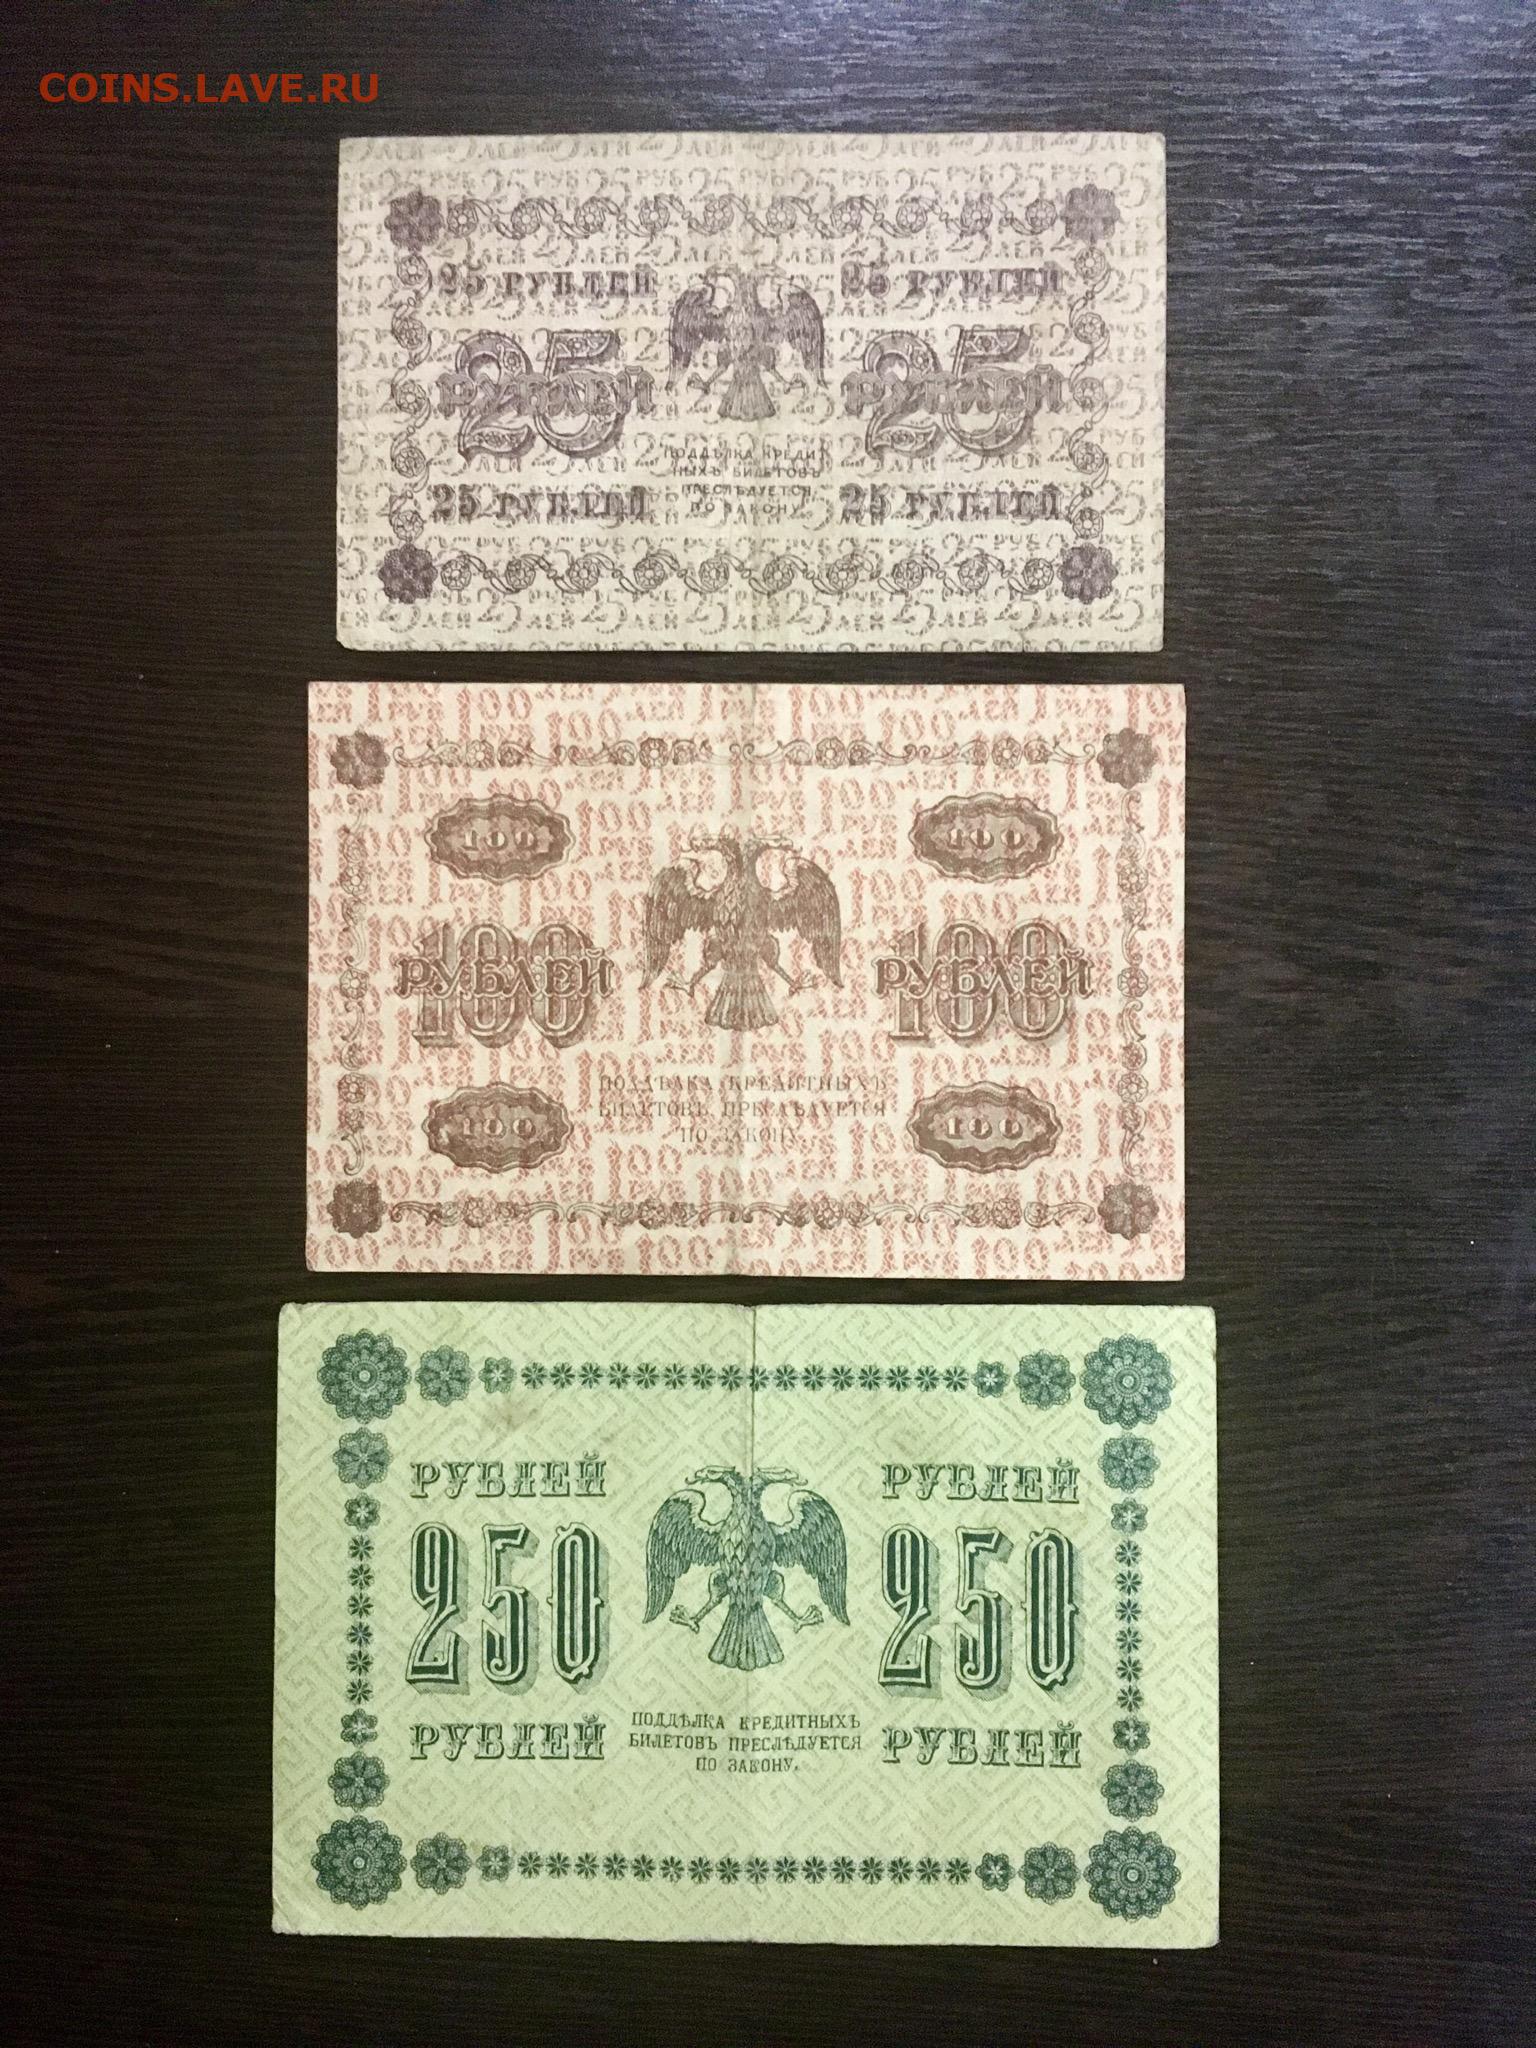 COINS.LAVE.RU
25 РУБЛЕЙ 25 РУБЛЕЙ
25 РУБЛЕЙ 25 РУБЛЕЙ
ПОДДѢЛКА КРЕДИТ
НЫХЪ БИЛЕТОВЪ
ПРЕСЛѢДУЕТСЯ
ПО ЗАКОНУ.
25 РУБЛЕЙ 25 РУБЛЕЙ
100 100
100 РУБЛЕЙ 100 РУБЛЕЙ
ПОДДѢЛКА КРЕДИТНЫХЪ
БИЛЕТОВЪ ПРЕСЛѢДУЕТСЯ
ПО ЗАКОНУ.
100 100
РУБЛЕЙ РУБЛЕЙ
250 250
РУБЛЕЙ РУБЛЕЙ
ПОДДѢЛКА КРЕДИТНЫХЪ
БИЛЕТОВЪ ПРЕСЛѢДУЕТСЯ
ПО ЗАКОНУ.